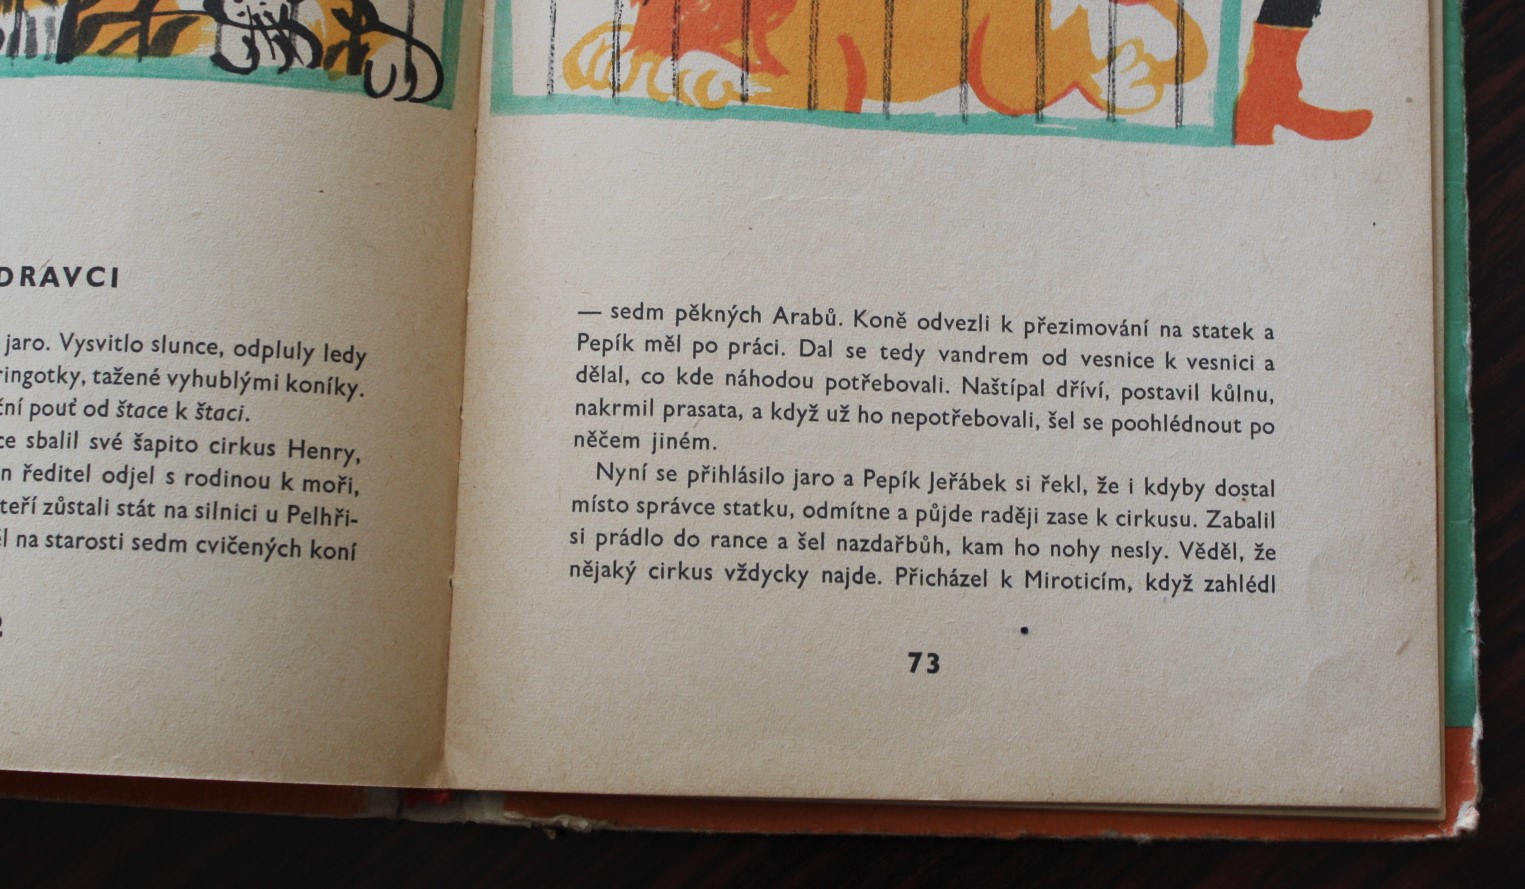 jaro. Vysvitlo slunce, odpluly ledy
tažené vyhublými koníky.
pouť od štace k štaci.
sbalil své šapito cirkus Henry,
ředitel odjel s rodinou k moři,
zůstali stát na silnici u Pelhři-
na starosti sedm cvičených koní
— sedm pěkných Arabů. Koně odvezli k přezimování na statek a
Pepík měl po práci. Dal se tedy vandrem od vesnice k vesnici a
dělal, co kde náhodou potřebovali. Naštípal dříví, postavil kůlnu,
nakrmil prasata, a když už ho nepotřebovali, šel se poohlédnout po
něčem jiném.
Nyní se přihlásilo jaro a Pepík Jeřábek si řekl, že i kdyby dostal
místo správce statku, odmítne a půjde raději zase k cirkusu. Zabalil
si prádlo do rance a šel nazdařbůh, kam ho nohy nesly. Věděl, že
nějaký cirkus vždycky najde. Přicházel k Miroticím, když zahlédl
73